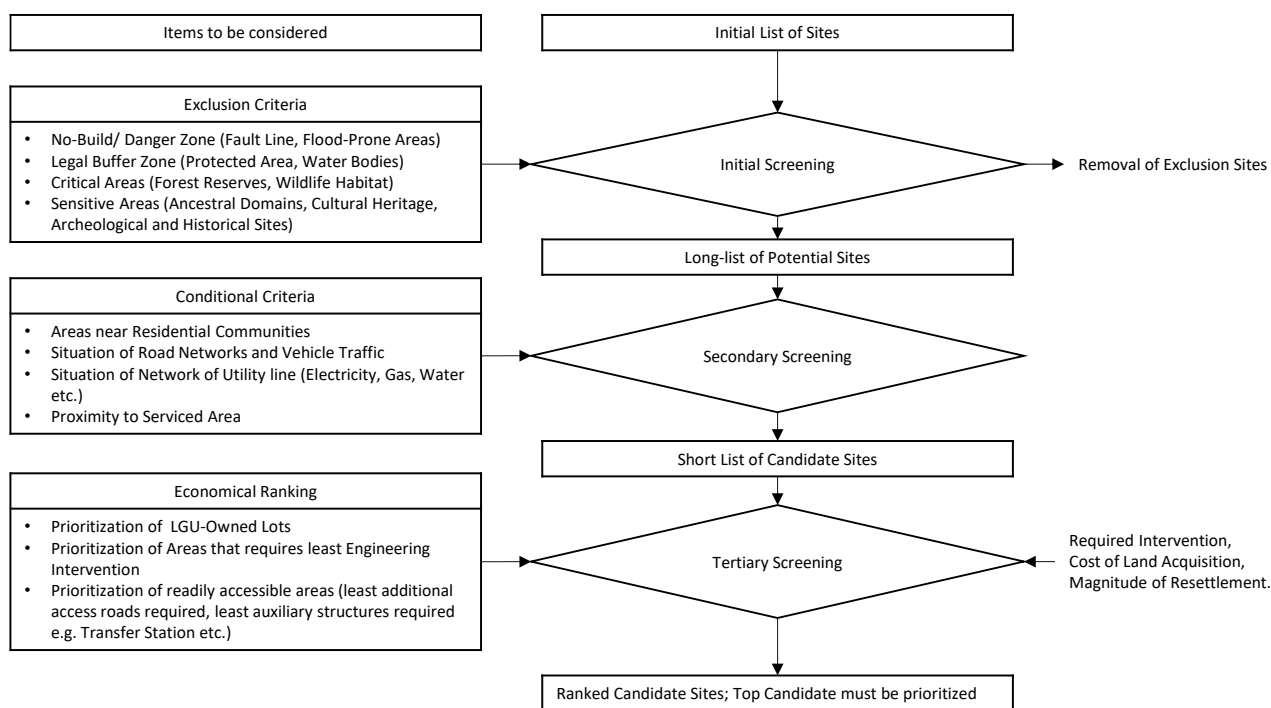 Items to be considered
Initial List of Sites
Exclusion Criteria
• No-Build/ Danger Zone (Fault Line, Flood-Prone Areas)
• Legal Buffer Zone (Protected Area, Water Bodies)
• Critical Areas (Forest Reserves, Wildlife Habitat)
• Sensitive Areas (Ancestral Domains, Cultural Heritage,
Archeological and Historical Sites)
Initial Screening
Removal of Exclusion Sites
Long-list of Potential Sites
Conditional Criteria
• Areas near Residential Communities
• Situation of Road Networks and Vehicle Traffic
• Situation of Network of Utility line (Electricity, Gas, Water
etc.)
• Proximity to Serviced Area
Secondary Screening
Short List of Candidate Sites
Economical Ranking
• Prioritization of LGU-Owned Lots
• Prioritization of Areas that requires least Engineering
Intervention
• Prioritization of readily accessible areas (least additional
access roads required, least auxiliary structures required
e.g. Transfer Station etc.)
Tertiary Screening
Required Intervention,
Cost of Land Acquisition,
Magnitude of Resettlement.
Ranked Candidate Sites; Top Candidate must be prioritized